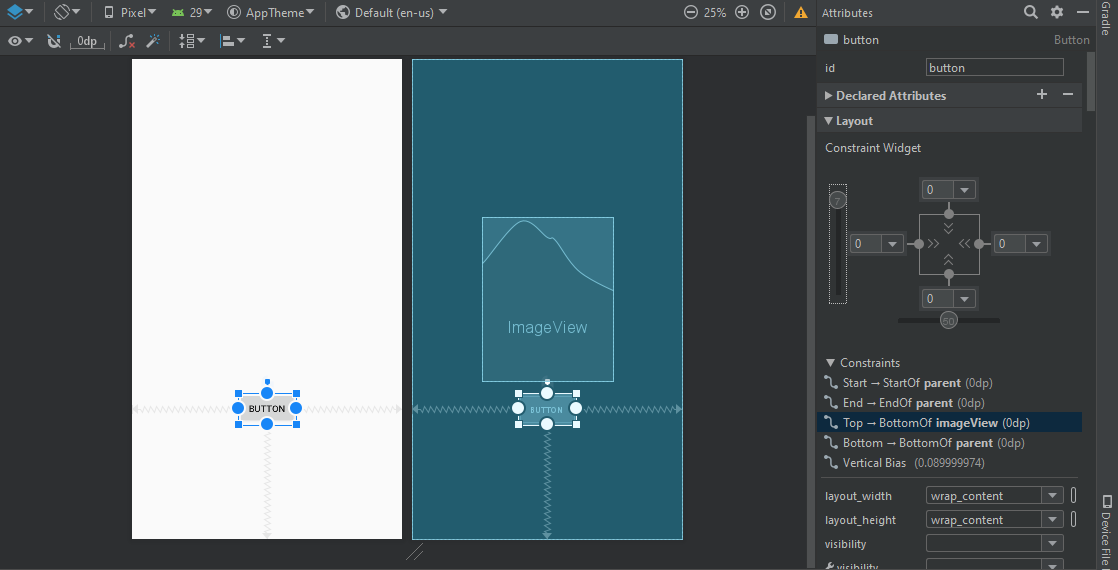 Pixel 29 AppTheme Default (en-us) 25% Attributes
0dp
button Button
id button
Declared Attributes
Layout
Constraint Widget
0
7
0 0
0
50
ImageView
BUTTON BUTTON
Constraints
Start → StartOf parent (0dp)
End → EndOf parent (0dp)
Top → BottomOf imageView (0dp)
Bottom → BottomOf parent (0dp)
Vertical Bias (0.089999974)
layout_width wrap_content
layout_height wrap_content
visibility
visibility
Gradle
Device File